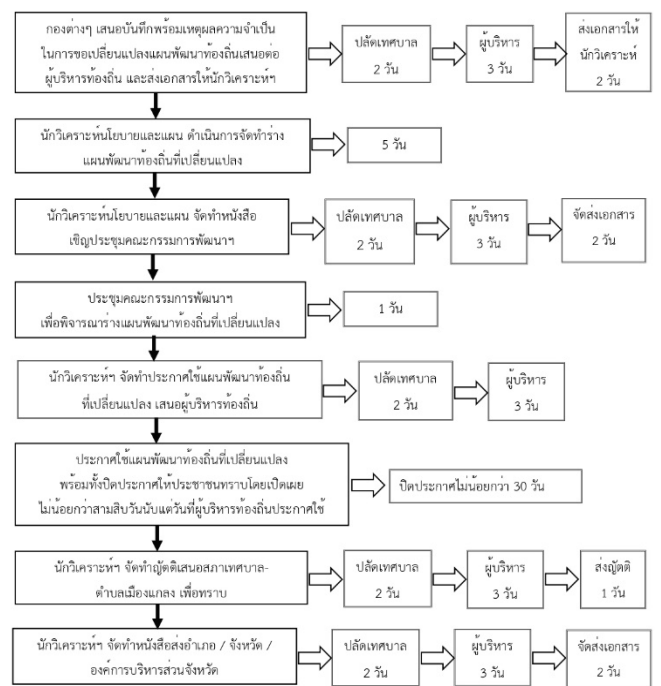 กองต่างๆ เสนอบันทึกพร้อมเหตุผลความจำเป็น
ในการขอเปลี่ยนแปลงแผนพัฒนาท้องถิ่นเสนอต่อ
ผู้บริหารท้องถิ่น และส่งเอกสารให้นักวิเคราะห์ฯ
ปลัดเทศบาล
2 วัน
ผู้บริหาร
3 วัน
ส่งเอกสารให้
นักวิเคราะห์
2 วัน
นักวิเคราะห์นโยบายและแผน ดำเนินการจัดทำร่าง
แผนพัฒนาท้องถิ่นที่เปลี่ยนแปลง
5 วัน
นักวิเคราะห์นโยบายและแผน จัดทำหนังสือ
เชิญประชุมคณะกรรมการพัฒนาฯ
ปลัดเทศบาล
2 วัน
ผู้บริหาร
3 วัน
จัดส่งเอกสาร
2 วัน
ประชุมคณะกรรมการพัฒนาฯ
เพื่อพิจารณาร่างแผนพัฒนาท้องถิ่นที่เปลี่ยนแปลง
1 วัน
นักวิเคราะห์ฯ จัดทำประกาศใช้แผนพัฒนาท้องถิ่น
ที่เปลี่ยนแปลง เสนอผู้บริหารท้องถิ่น
ปลัดเทศบาล
2 วัน
ผู้บริหาร
3 วัน
ประกาศใช้แผนพัฒนาท้องถิ่นที่เปลี่ยนแปลง
พร้อมทั้งปิดประกาศให้ประชาชนทราบโดยเปิดเผย
ไม่น้อยกว่าสามสิบวันนับแต่วันที่ผู้บริหารท้องถิ่นประกาศใช้
ปิดประกาศไม่น้อยกว่า 30 วัน
นักวิเคราะห์ฯ จัดทำญัตติเสนอสภาเทศบาล-
ตำบลเมืองแกลง เพื่อทราบ
ปลัดเทศบาล
2 วัน
ผู้บริหาร
3 วัน
ส่งญัตติ
1 วัน
นักวิเคราะห์ฯ จัดทำหนังสือส่งอำเภอ / จังหวัด /
องค์การบริหารส่วนจังหวัด
ปลัดเทศบาล
2 วัน
ผู้บริหาร
3 วัน
จัดส่งเอกสาร
2 วัน